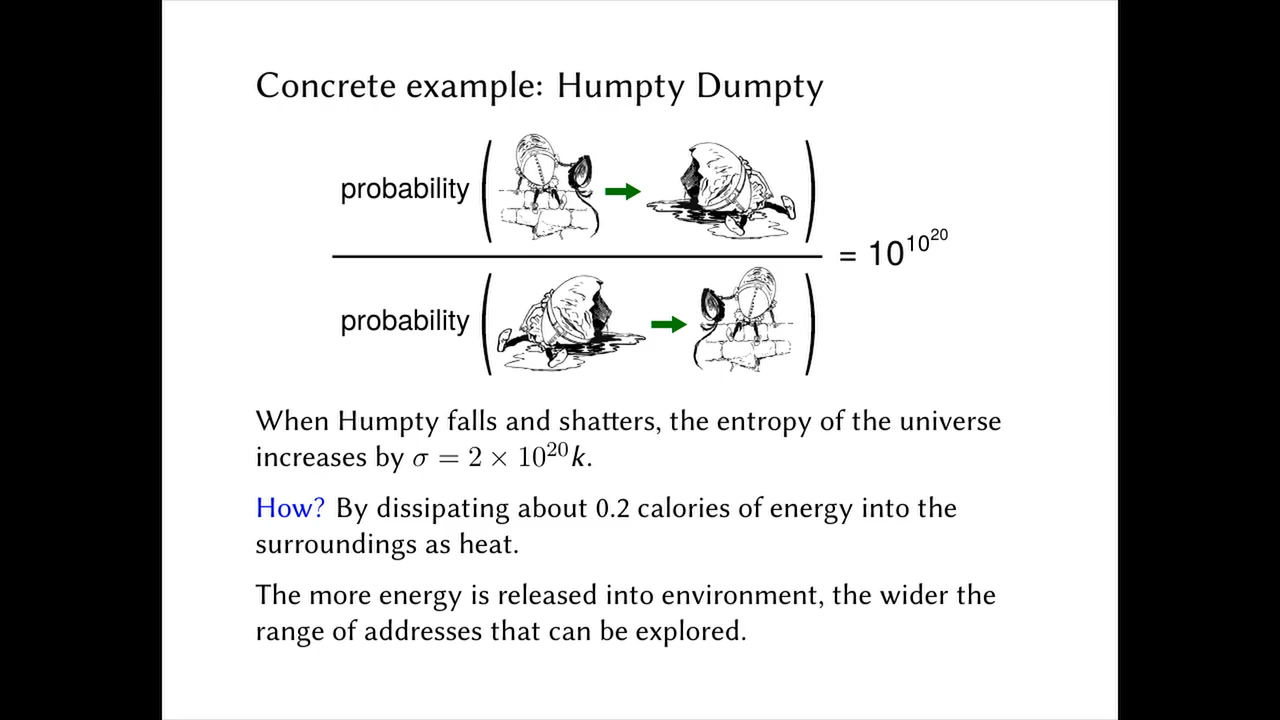 Concrete example: Humpty Dumpty
probability ( → )
= 10^10^20
probability ( → )
When Humpty falls and shatters, the entropy of the universe
increases by σ = 2 × 10^20 k.
How? By dissipating about 0.2 calories of energy into the
surroundings as heat.
The more energy is released into environment, the wider the
range of addresses that can be explored.